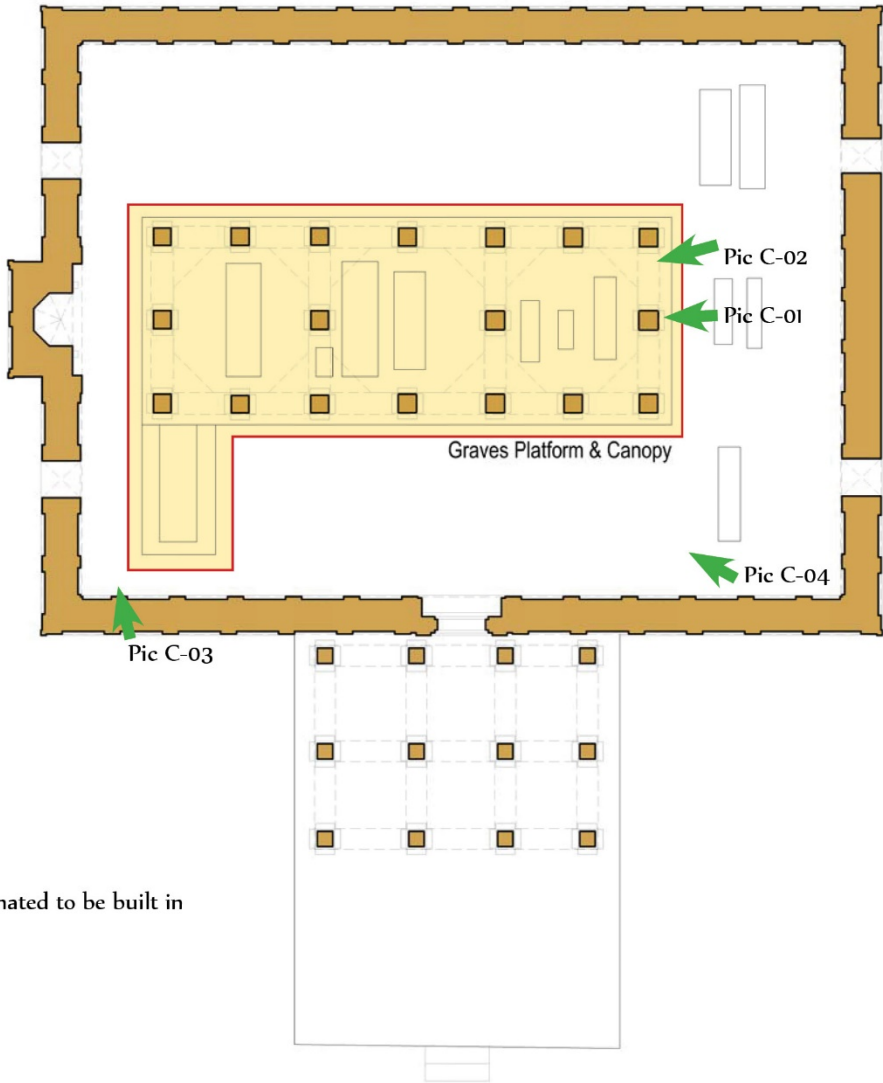 Pic C-02
Pic C-01
Graves Platform & Canopy
Pic C-04
Pic C-03
nated to be built in